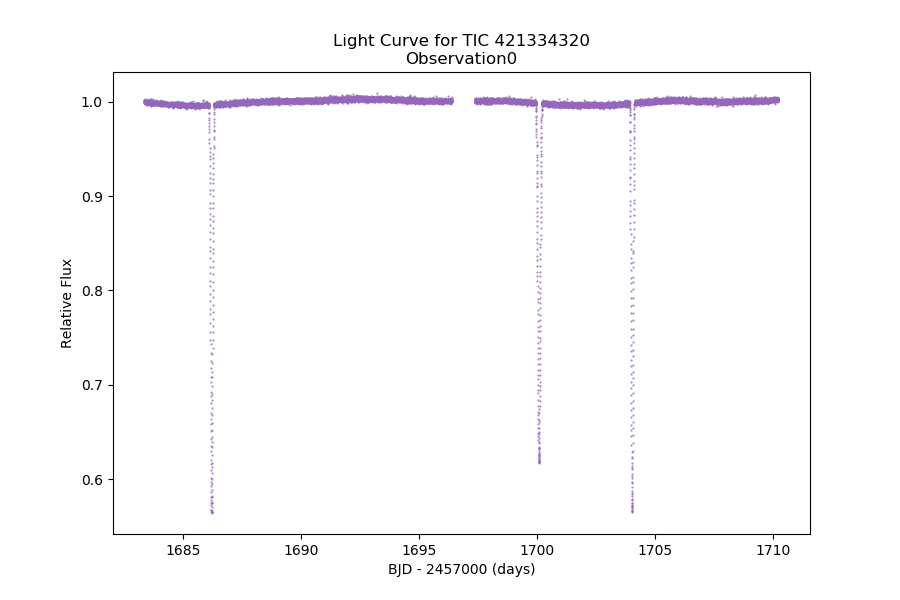 Light Curve for TIC 421334320
Observation0
1.0
0.9
0.8
0.7
0.6
Relative Flux
1685
1690
1695
1700
1705
1710
BJD - 2457000 (days)